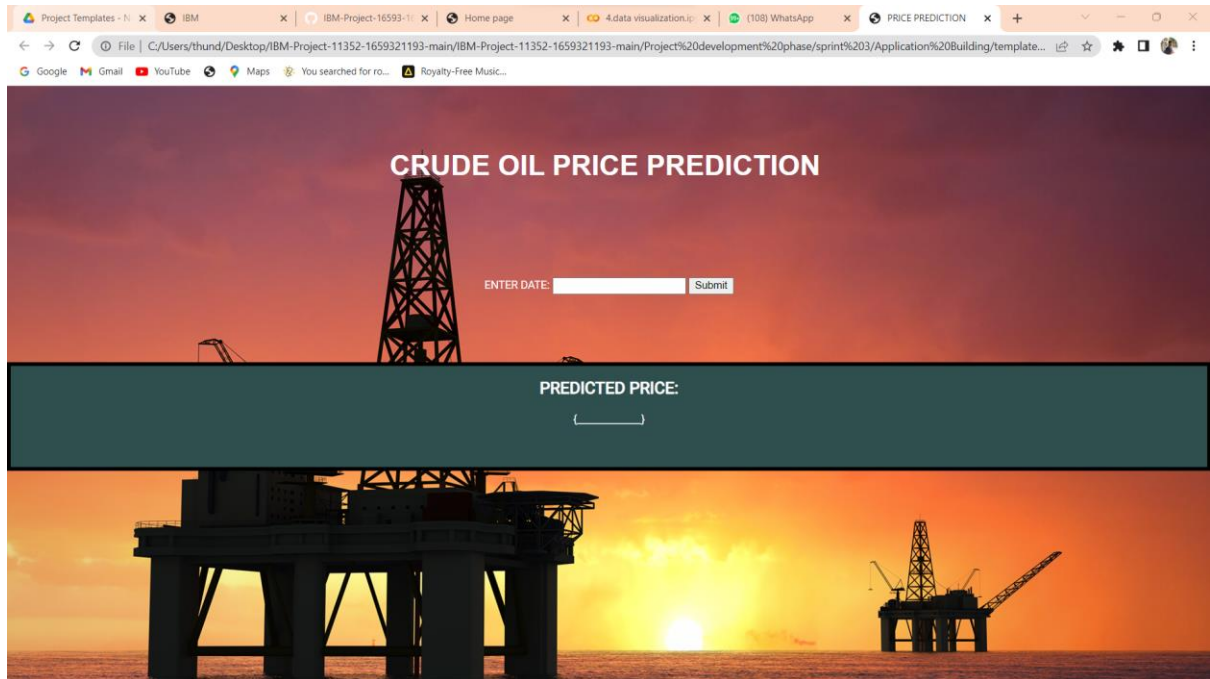 Project Templates - N
IBM
IBM-Project-16593-1
Home page
4.data visualization.ip
(108) WhatsApp
PRICE PREDICTION
File | C:/Users/thund/Desktop/IBM-Project-11352-1659321193-main/IBM-Project-11352-1659321193-main/Project%20development%20phase/sprint%203/Application%20Building/template...
Google
Gmail
YouTube
Maps
You searched for ro...
Royalty-Free Music...
CRUDE OIL PRICE PREDICTION
ENTER DATE: Submit
PREDICTED PRICE:
{__________}